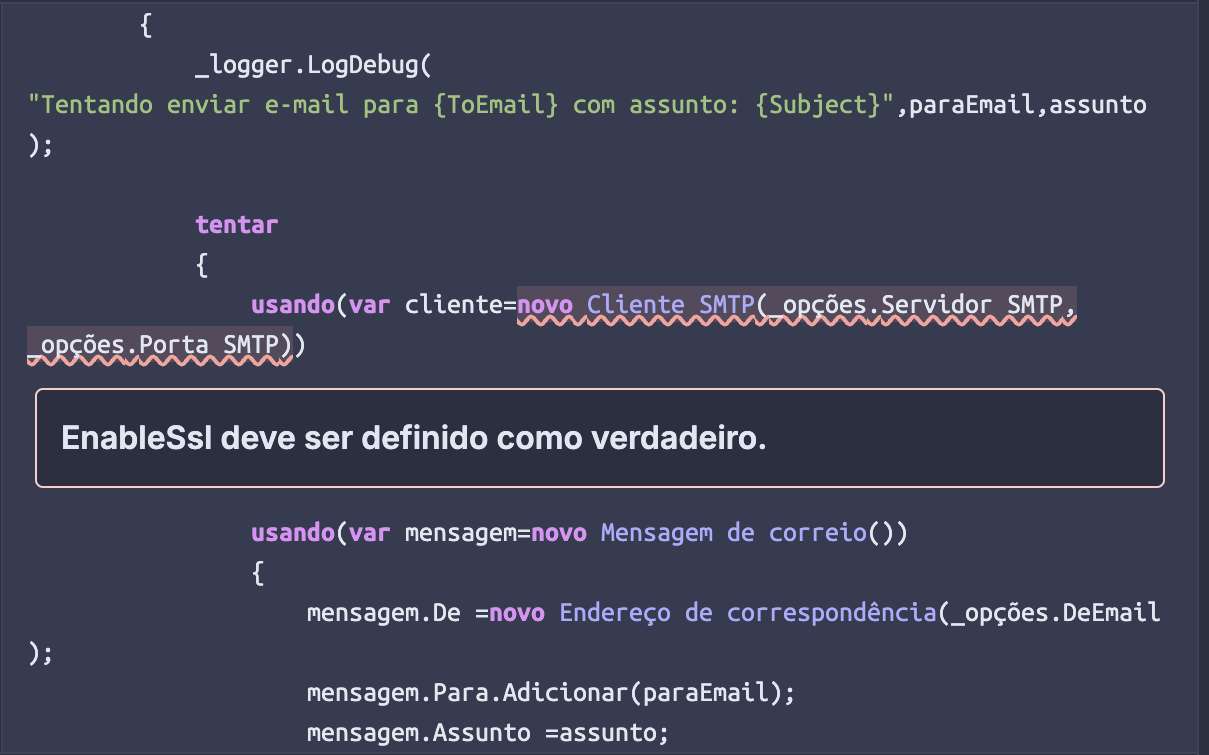 {
_logger.LogDebug(
"Tentando enviar e-mail para {ToEmail} com assunto: {Subject}",paraEmail,assunto
);
tentar
{
usando(var cliente=novo Cliente SMTP(_opções.Servidor SMTP,
_opções.Porta SMTP))
EnableSsl deve ser definido como verdadeiro.
usando(var mensagem=novo Mensagem de correio())
{
mensagem.De =novo Endereço de correspondência(_opções.DeEmail
);
mensagem.Para.Adicionar(paraEmail);
mensagem.Assunto =assunto;